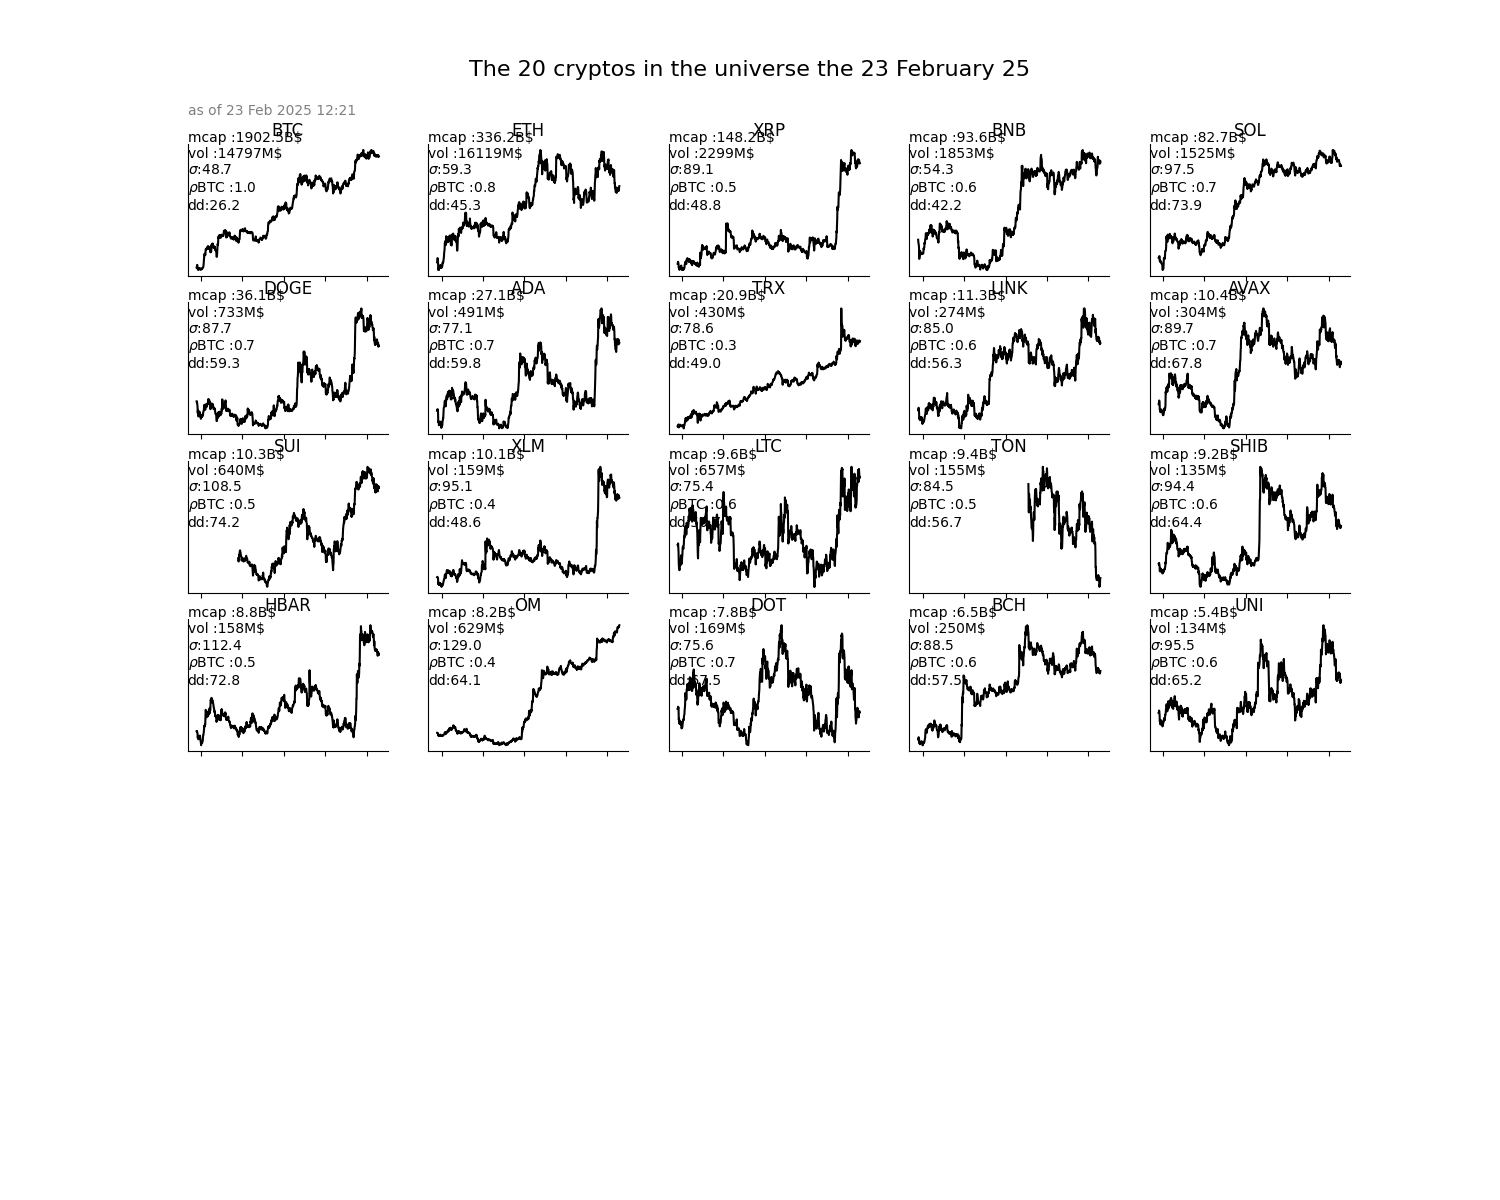 The 20 cryptos in the universe the 23 February 25
as of 23 Feb 2025 12:21
BTC
mcap :1902.5B$
vol :14797M$
σ:48.7
ρBTC :1.0
dd:26.2
ETH
mcap :336.2B$
vol :16119M$
σ:59.3
ρBTC :0.8
dd:45.3
XRP
mcap :148.2B$
vol :2299M$
σ:89.1
ρBTC :0.5
dd:48.8
BNB
mcap :93.6B$
vol :1853M$
σ:54.3
ρBTC :0.6
dd:42.2
SOL
mcap :82.7B$
vol :1525M$
σ:97.5
ρBTC :0.7
dd:73.9
DOGE
mcap :36.1B$
vol :733M$
σ:87.7
ρBTC :0.7
dd:59.3
ADA
mcap :27.1B$
vol :491M$
σ:77.1
ρBTC :0.7
dd:59.8
TRX
mcap :20.9B$
vol :430M$
σ:78.6
ρBTC :0.3
dd:49.0
LINK
mcap :11.3B$
vol :274M$
σ:85.0
ρBTC :0.6
dd:56.3
AVAX
mcap :10.4B$
vol :304M$
σ:89.7
ρBTC :0.7
dd:67.8
SUI
mcap :10.3B$
vol :640M$
σ:108.5
ρBTC :0.5
dd:74.2
XLM
mcap :10.1B$
vol :159M$
σ:95.1
ρBTC :0.4
dd:48.6
LTC
mcap :9.6B$
vol :657M$
σ:75.4
ρBTC :0.6
TON
mcap :9.4B$
vol :155M$
σ:84.5
ρBTC :0.5
dd:56.7
SHIB
mcap :9.2B$
vol :135M$
σ:94.4
ρBTC :0.6
dd:64.4
HBAR
mcap :8.8B$
vol :158M$
σ:112.4
ρBTC :0.5
dd:72.8
OM
mcap :8.2B$
vol :629M$
σ:129.0
ρBTC :0.4
dd:64.1
DOT
mcap :7.8B$
vol :169M$
σ:75.6
ρBTC :0.7
dd:67.5
BCH
mcap :6.5B$
vol :250M$
σ:88.5
ρBTC :0.6
dd:57.5
UNI
mcap :5.4B$
vol :134M$
σ:95.5
ρBTC :0.6
dd:65.2